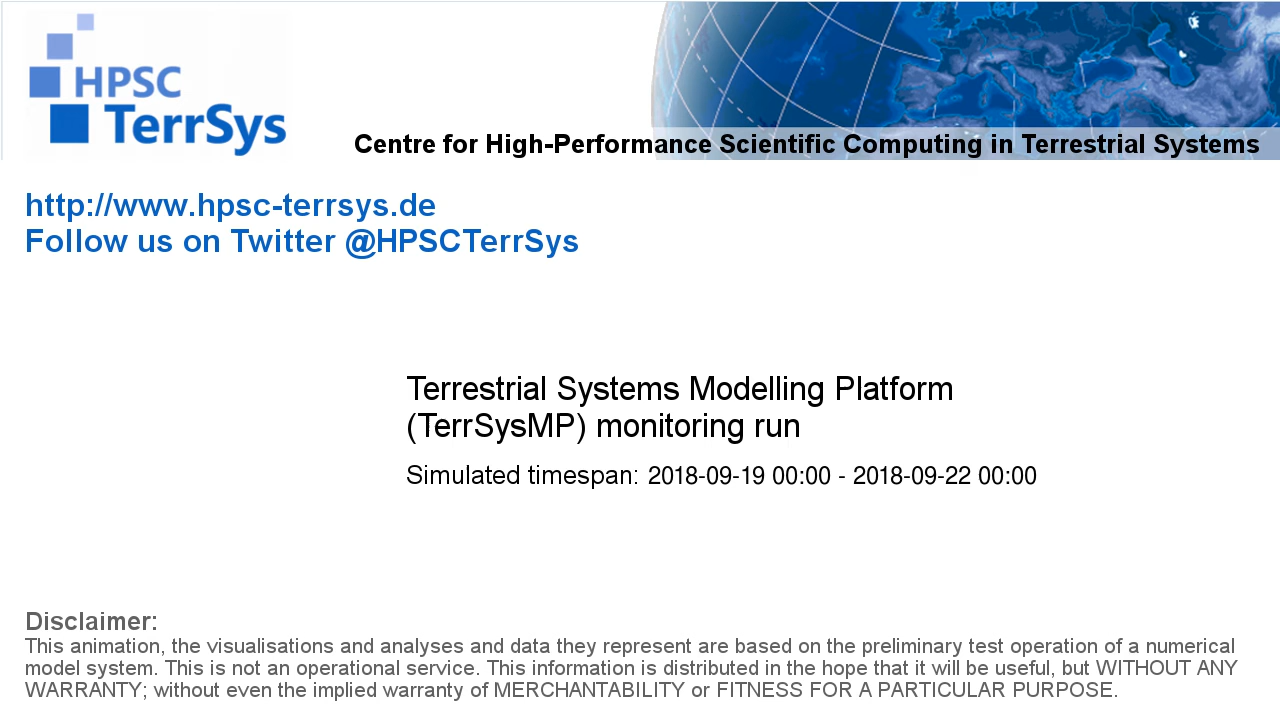 HPSC
TerrSys
Centre for High-Performance Scientific Computing in Terrestrial Systems
http://www.hpsc-terrsys.de
Follow us on Twitter @HPSCTerrSys
Terrestrial Systems Modelling Platform
(TerrSysMP) monitoring run
Simulated timespan: 2018-09-19 00:00 - 2018-09-22 00:00
Disclaimer:
This animation, the visualisations and analyses and data they represent are based on the preliminary test operation of a numerical
model system. This is not an operational service. This information is distributed in the hope that it will be useful, but WITHOUT ANY
WARRANTY; without even the implied warranty of MERCHANTABILITY or FITNESS FOR A PARTICULAR PURPOSE.